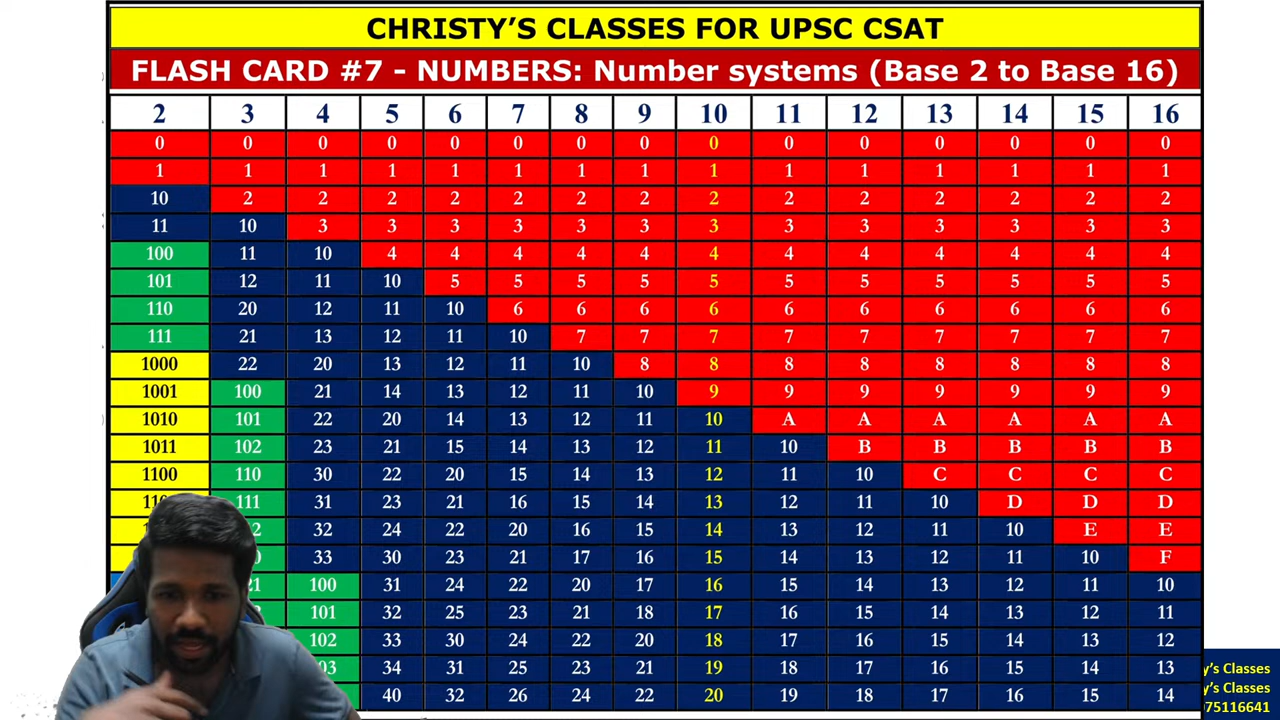 CHRISTY'S CLASSES FOR UPSC CSAT
FLASH CARD #7 - NUMBERS: Number systems (Base 2 to Base 16)
2 3 4 5 6 7 8 9 10 11 12 13 14 15 16
0 0 0 0 0 0 0 0 0 0 0 0 0 0 0
1 1 1 1 1 1 1 1 1 1 1 1 1 1 1
10 2 2 2 2 2 2 2 2 2 2 2 2 2 2
11 10 3 3 3 3 3 3 3 3 3 3 3 3 3
100 11 10 4 4 4 4 4 4 4 4 4 4 4 4
101 12 11 10 5 5 5 5 5 5 5 5 5 5 5
110 20 12 11 10 6 6 6 6 6 6 6 6 6 6
111 21 13 12 11 10 7 7 7 7 7 7 7 7 7
1000 22 20 13 12 11 10 8 8 8 8 8 8 8 8
1001 100 21 14 13 12 11 10 9 9 9 9 9 9 9
1010 101 22 20 14 13 12 11 10 A A A A A A
1011 102 23 21 15 14 13 12 11 10 B B B B B
1100 110 30 22 20 15 14 13 12 11 10 C C C C
111 31 23 21 16 15 14 13 12 11 10 D D D
32 24 22 20 16 15 14 13 12 11 10 E E
33 30 23 21 17 16 15 14 13 12 11 10 F
100 31 24 22 20 17 16 15 14 13 12 11 10
101 32 25 23 21 18 17 16 15 14 13 12 11
102 33 30 24 22 20 18 17 16 15 14 13 12
34 31 25 23 21 19 18 17 16 15 14 13
40 32 26 24 22 20 19 18 17 16 15 14
y's Classes
y's Classes
975116641